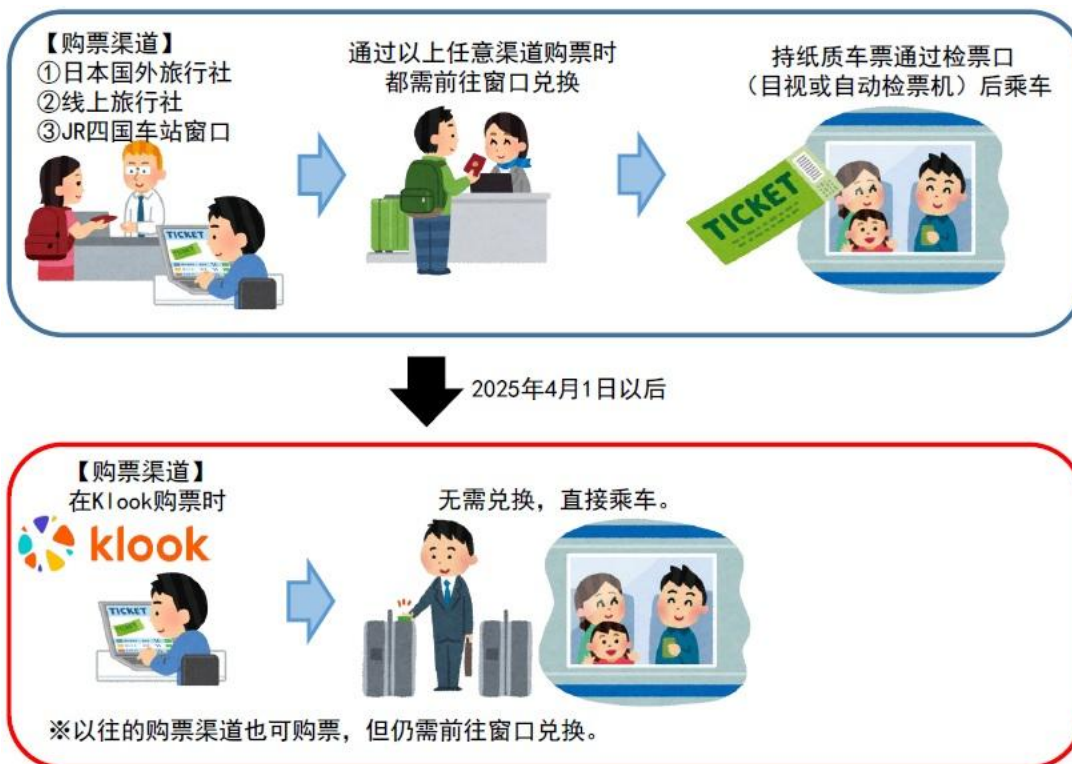 【购票渠道】
①日本国外旅行社
②线上旅行社
③JR四国车站窗口
通过以上任意渠道购票时
都需前往窗口兑换
持纸质车票通过检票口
（目视或自动检票机）后乘车
TICKET
TICKET
2025年4月1日以后
【购票渠道】
在Klook购票时
klook
TICKET
无需兑换，直接乘车。
※以往的购票渠道也可购票，但仍需前往窗口兑换。